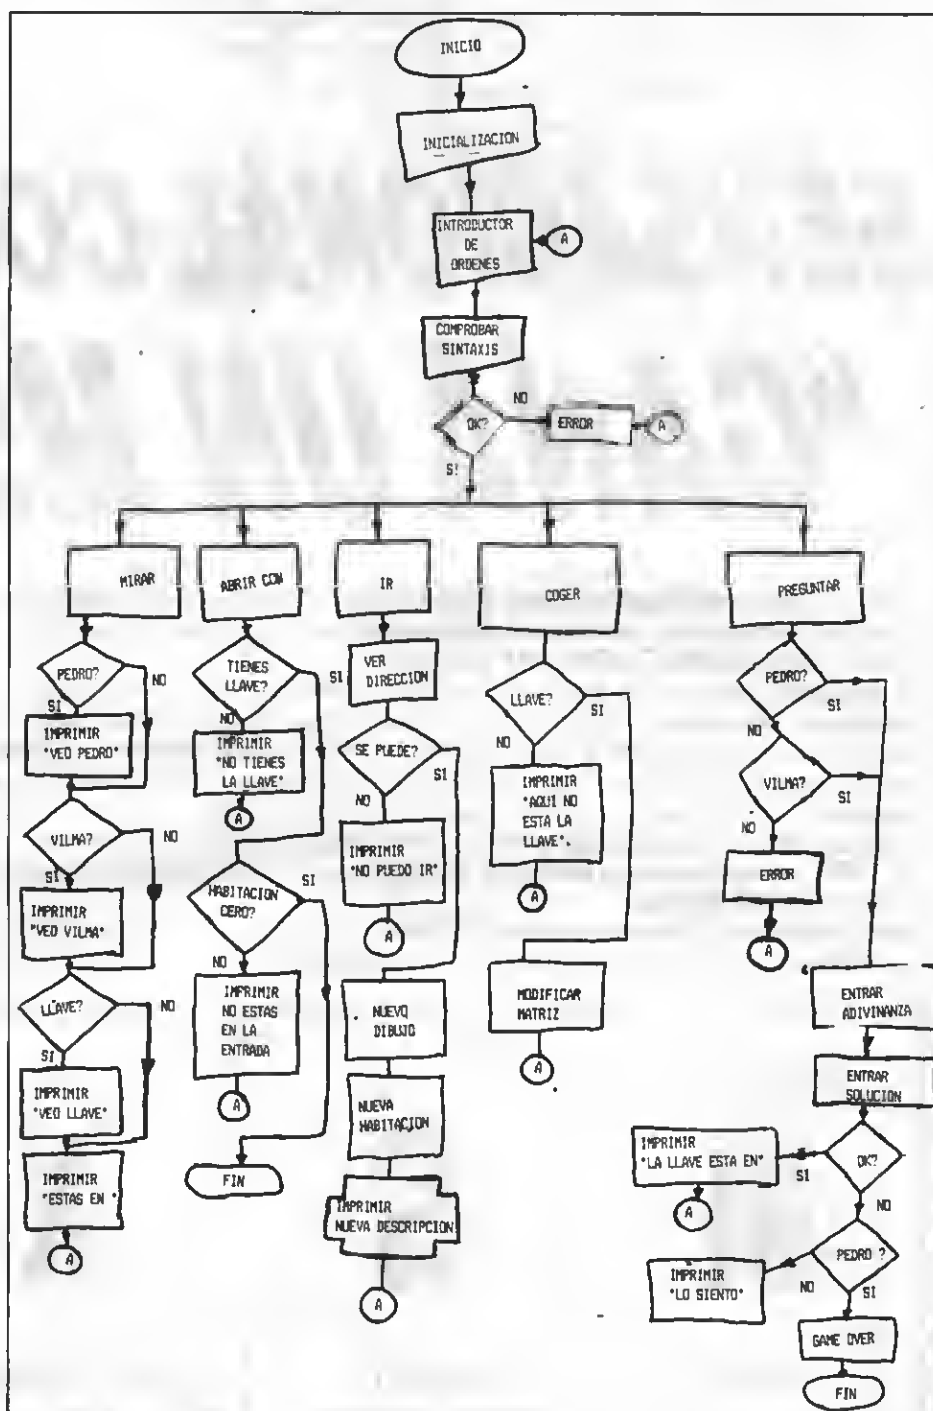 INICIO
INICIALIZACION
INTRODUCTOR
DE
ORDENES
A
COMPROBAR
SINTAXIS
OK?
NO
ERROR
A
SI
MIRAR
PEDRO?
NO
SI
IMPRIMIR
"VEO PEDRO"
VILMA?
NO
SI
IMPRIMIR
"VEO VILMA"
LLAVE?
NO
SI
IMPRIMIR
"VEO LLAVE"
IMPRIMIR
"ESTAS EN "
A
ABRIR CON
TIENES
LLAVE?
SI
NO
IMPRIMIR
"NO TIENES
LA LLAVE"
A
HABITACION
CERO?
SI
NO
IMPRIMIR
NO ESTAS
EN LA
ENTRADA
A
FIN
IR
VER
DIRECCION
SE PUEDE?
SI
NO
IMPRIMIR
"NO PUEDO IR"
A
NUEVO
DIBUJO
NUEVA
HABITACION
IMPRIMIR
NUEVA DESCRIPCION
A
COGER
LLAVE?
SI
NO
IMPRIMIR
"AQUI NO
ESTA LA
LLAVE".
A
MODIFICAR
MATRIZ
A
PREGUNTAR
PEDRO?
SI
NO
VILMA?
SI
NO
ERROR
A
ENTRAR
ADIVINANZA
ENTRAR
SOLUCION
OK?
SI
IMPRIMIR
"LA LLAVE ESTA EN"
A
NO
PEDRO ?
NO
IMPRIMIR
"LO SIENTO"
SI
GAME OVER
FIN